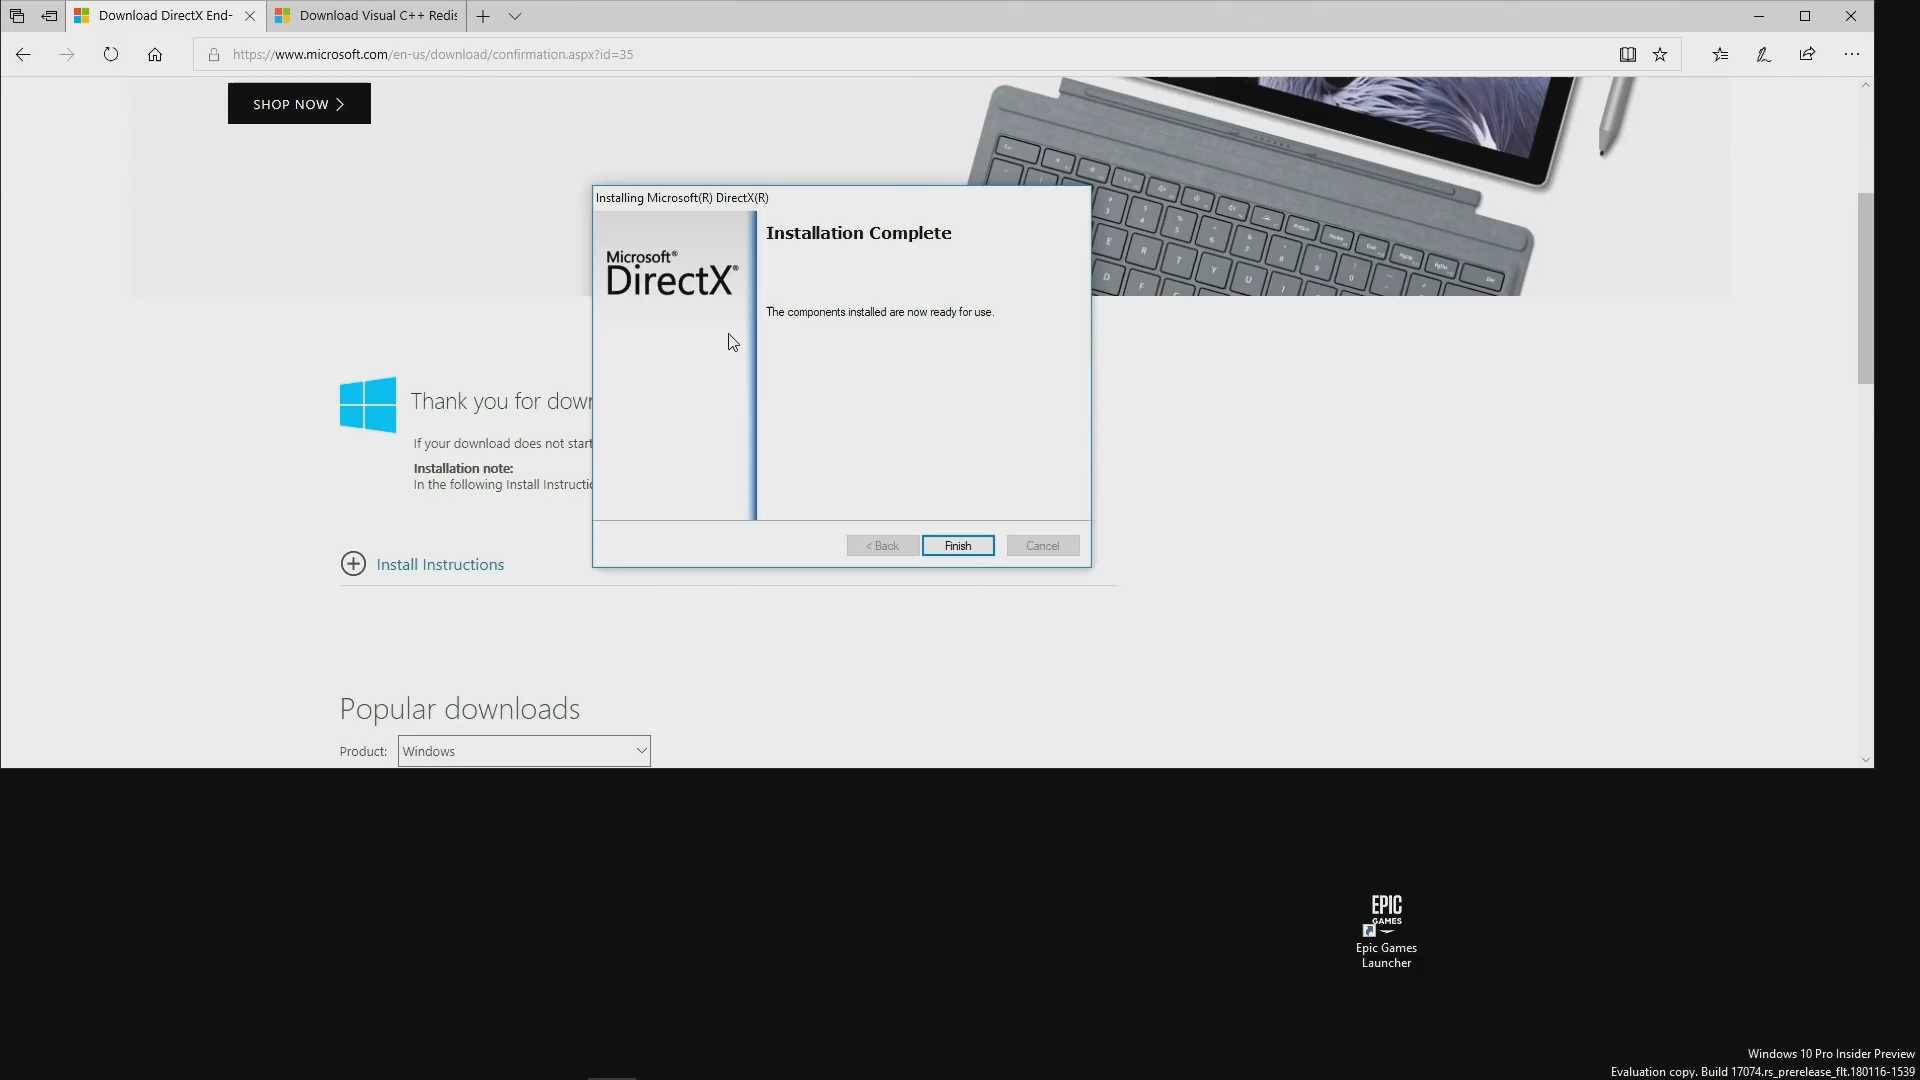 Download DirectX End-
Download Visual C++ Redis
https://www.microsoft.com/en-us/download/confirmation.aspx?id=35
SHOP NOW
Installing Microsoft(R) DirectX(R)
Microsoft®
DirectX®
Installation Complete
The components installed are now ready for use.
Thank you for down
If your download does not start
Installation note:
In the following Install Instructio
< Back
Finish
Cancel
Install Instructions
Popular downloads
Product:
Windows
EPIC
GAMES
Epic Games
Launcher
Windows 10 Pro Insider Preview
Evaluation copy. Build 17074.rs_prerelease_flt.180116-1539